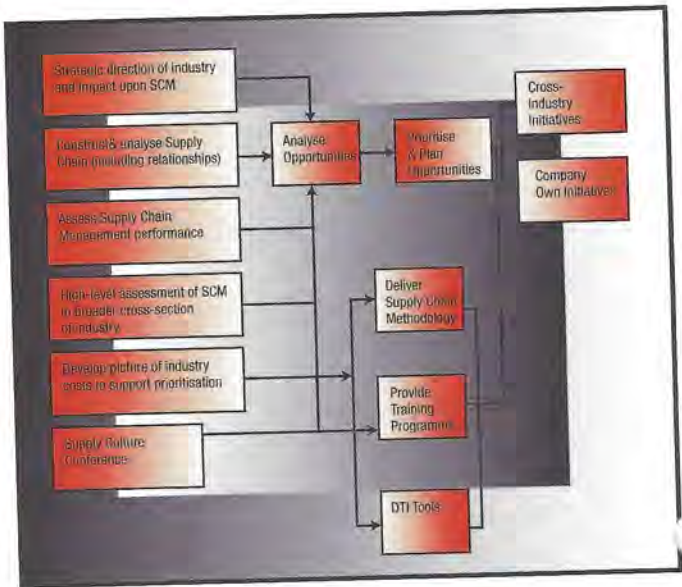 Strategic direction of industry
and impact upon SCM
Construct & analyse Supply
Chain (including relationships)
Assess Supply Chain
Management performance
High-level assessment of SCM
in broader cross-section
of industry
Develop picture of industry
costs to support prioritisation
Supply Culture
Conference
Analyse
Opportunities
Prioritise
& Plan
Opportunities
Cross-
Industry
Initiatives
Company
Own Initiatives
Deliver
Supply Chain
Methodology
Provide
Training
Programme
DTI Tools